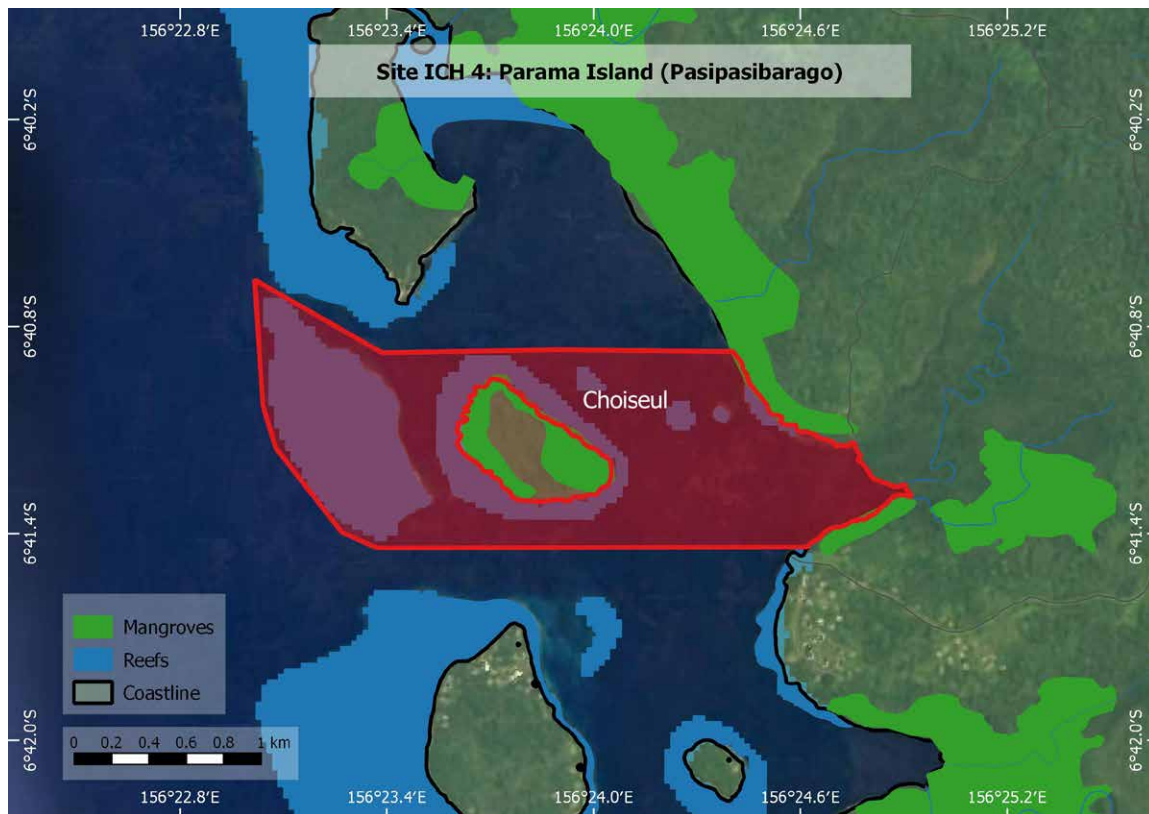 156°22.8′E 156°23.4′E 156°24.0′E 156°24.6′E 156°25.2′E
Site ICH 4: Parama Island (Pasipasibarago)
6°40.2′S 6°40.2′S
6°40.8′S 6°40.8′S
Choiseul
6°41.4′S 6°41.4′S
Mangroves
Reefs
Coastline
6°42.0′S 6°42.0′S
0 0.2 0.4 0.6 0.8 1 km
156°22.8′E 156°23.4′E 156°24.0′E 156°24.6′E 156°25.2′E